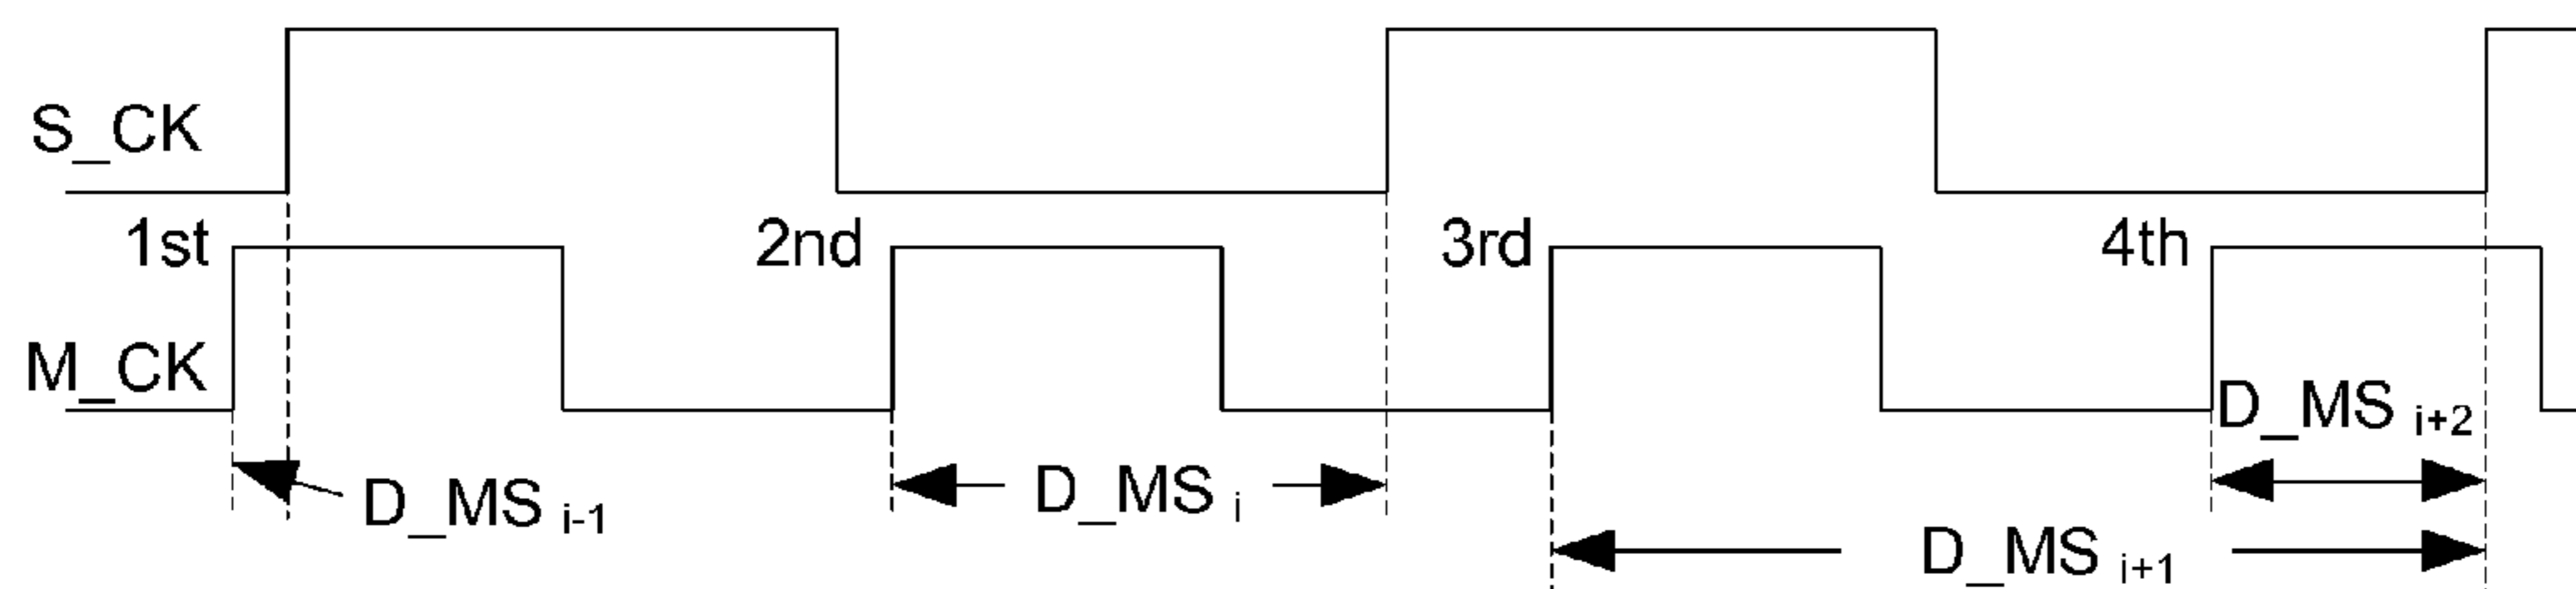 S_CK
1st
2nd
3rd
4th
M_CK
D_MS i-1
D_MS i
D_MS i+2
D_MS i+1